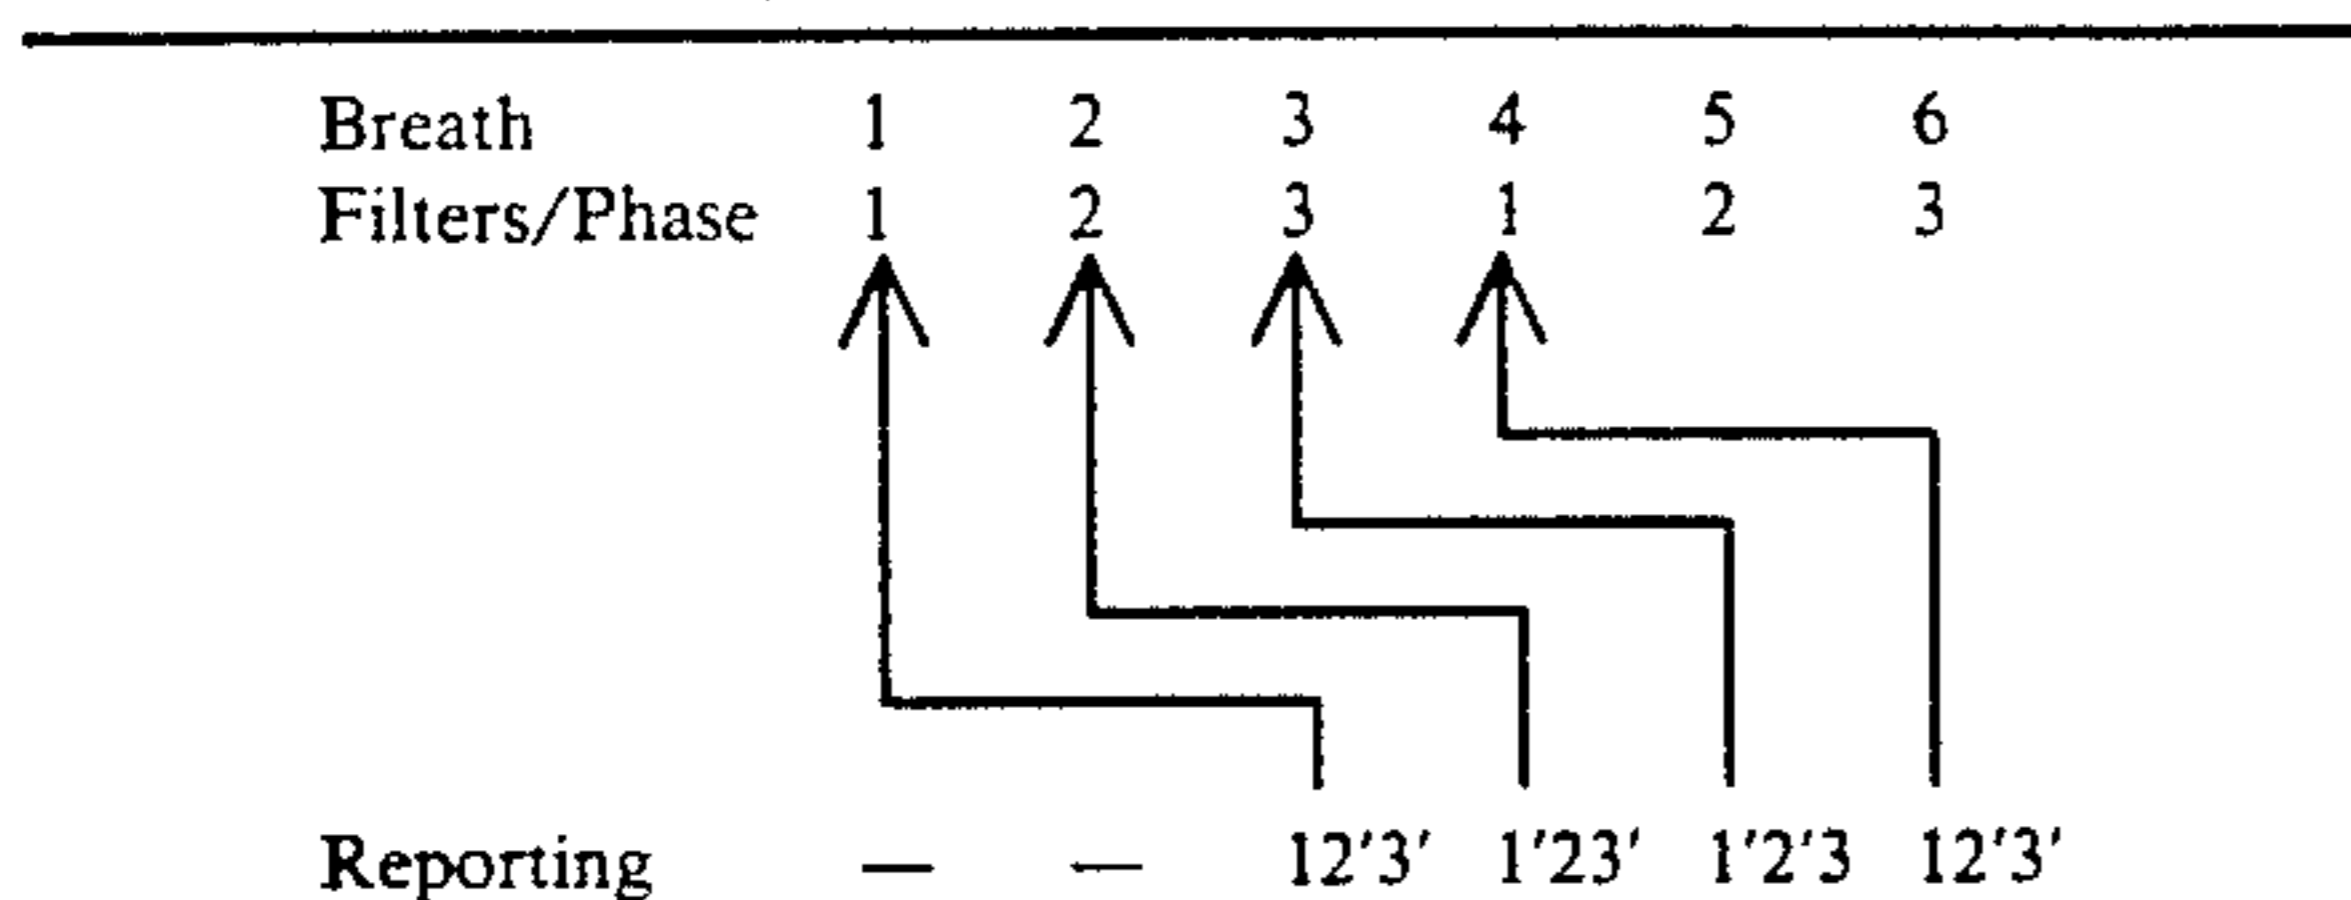 Breath 1 2 3 4 5 6
Filters/Phase 1 2 3 1 2 3
Reporting — — 12′3′ 1′23′ 1′2′3 12′3′